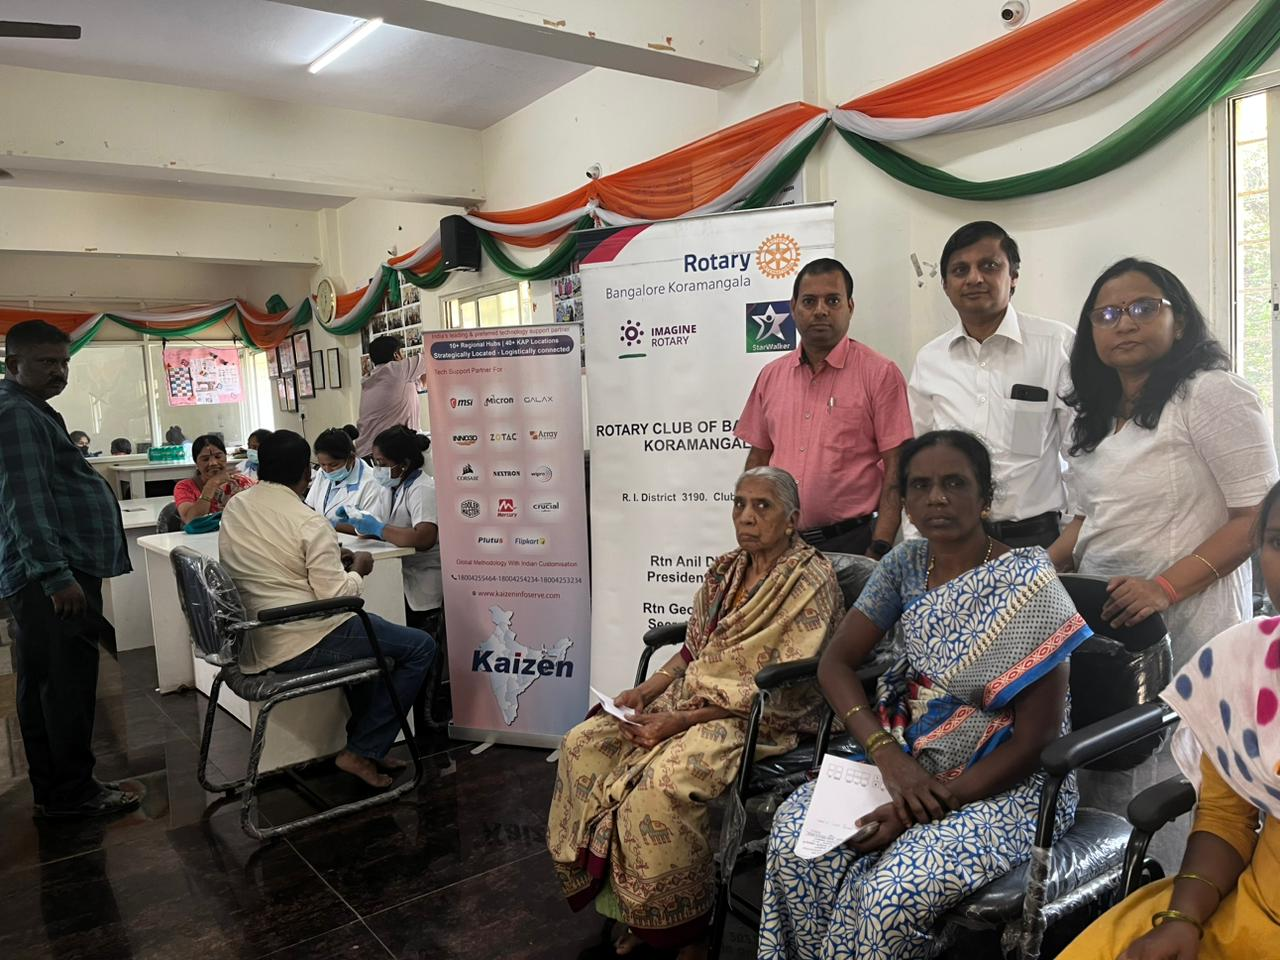 India's leading & preferred technology support partner
10+ Regional Hubs | 40+ KAP Locations
Strategically Located - Logistically connected
Tech Support Partner For
msi
Micron
GALAX
INNO3D
ZOTAC
Array
CORSAIR
NEXTRON
wipro
COOLER MASTER
Mercury
crucial
Plutus
Flipkart
Global Methodology With Indian Customisation
18004255464-18004254234-18004253234
www.kaizeninfoserve.com
Kaizen
Rotary
Bangalore Koramangala
IMAGINE
ROTARY
StarWalker
ROTARY CLUB OF BA
KORAMANGAL
R. I. District 3190. Club
Rtn Anil D
President
Rtn Geo
Secr